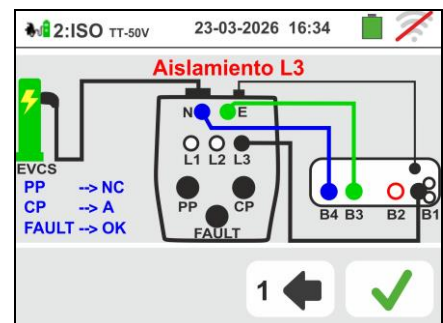 2:ISO TT-50V 23-03-2026 16:34
Aislamiento L3
N E
L1 L2 L3
EVCS
PP --> NC
CP --> A
FAULT --> OK
PP CP
FAULT
B4 B3 B2 B1
1